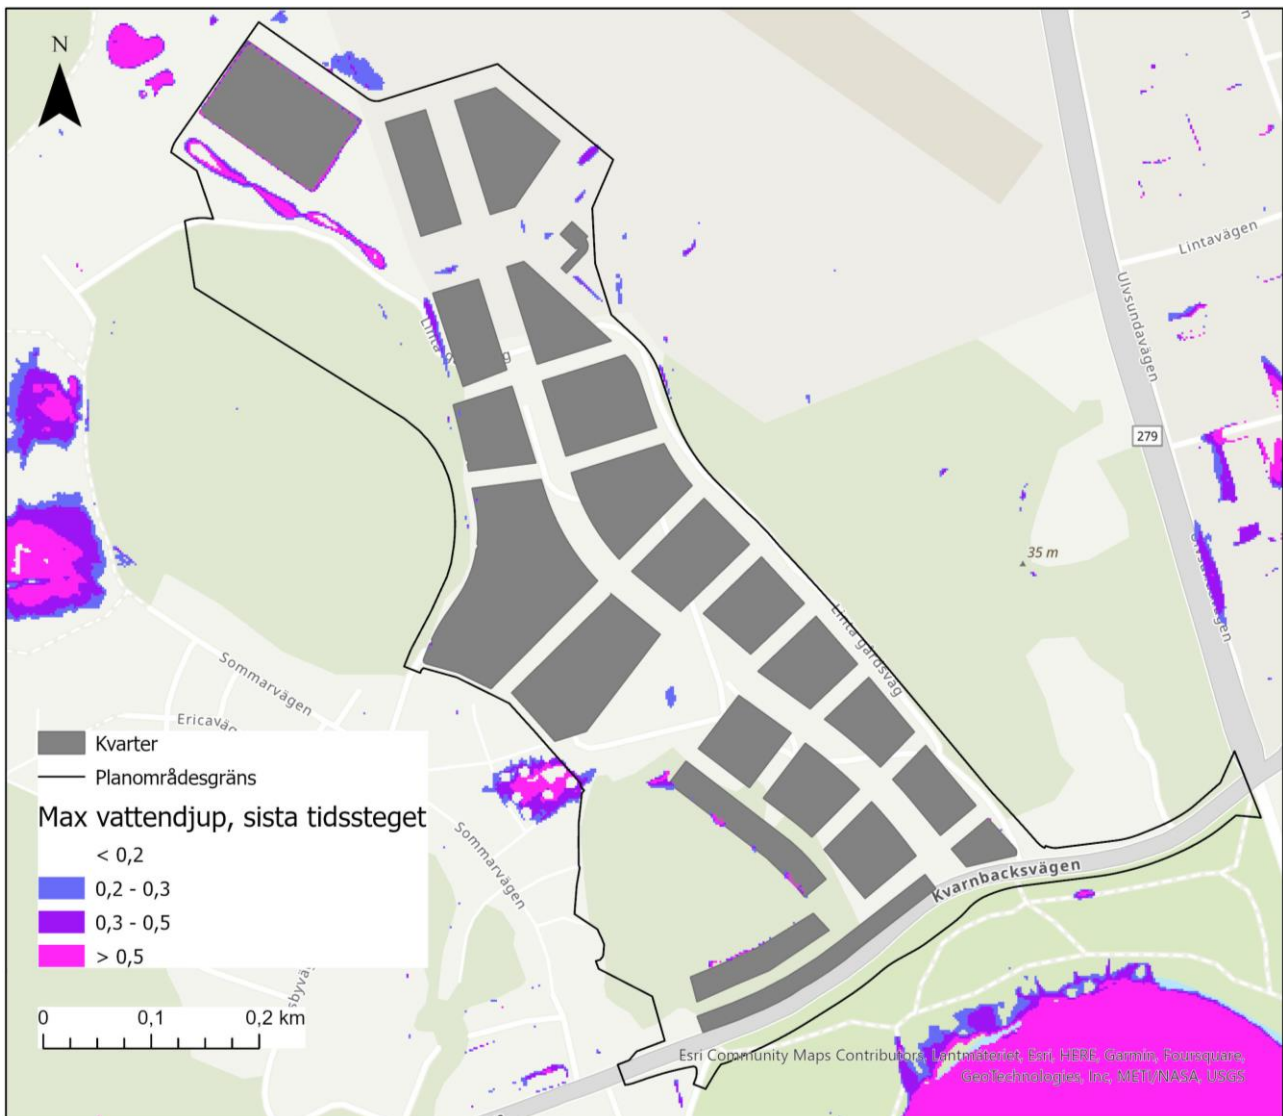 N
Lintavägen
Ulvsundavägen
Linta g
g
279
35 m
Linta gårdsväg
Sommarvägen
Kvarter
Planområdesgräns
Max vattendjup, sista tidssteget
< 0,2
0,2 - 0,3
0,3 - 0,5
> 0,5
Sommarvägen
Kvarnbacksvägen
0 0,1 0,2 km
Esri Community Maps Contributors, Lantmäteriet, Esri, HERE, Garmin, Foursquare,
GeoTechnologies, Inc, METI/NASA, USGS